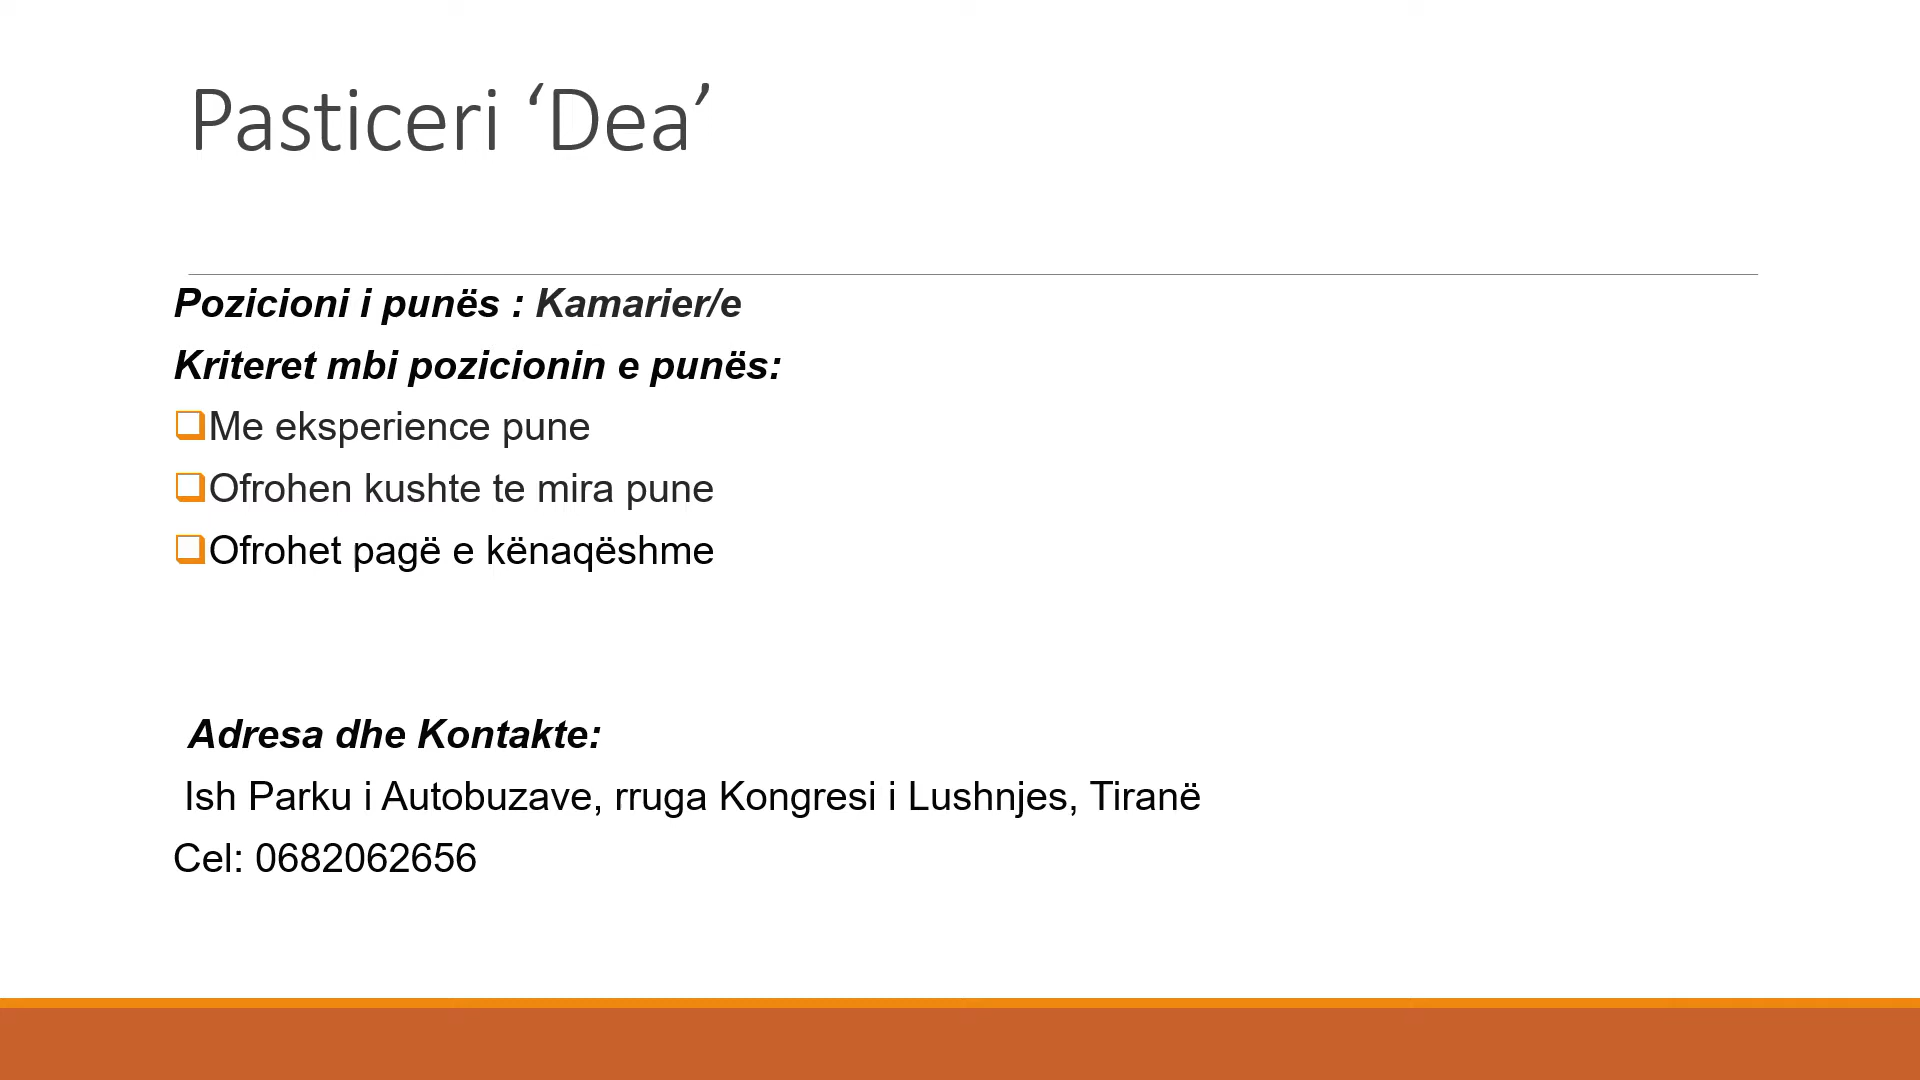 Pasticeri ‘Dea’
Pozicioni i punës : Kamarier/e
Kriteret mbi pozicionin e punës:
Me eksperience pune
Ofrohen kushte te mira pune
Ofrohet pagë e kënaqëshme
Adresa dhe Kontakte:
Ish Parku i Autobuzave, rruga Kongresi i Lushnjes, Tiranë
Cel: 0682062656